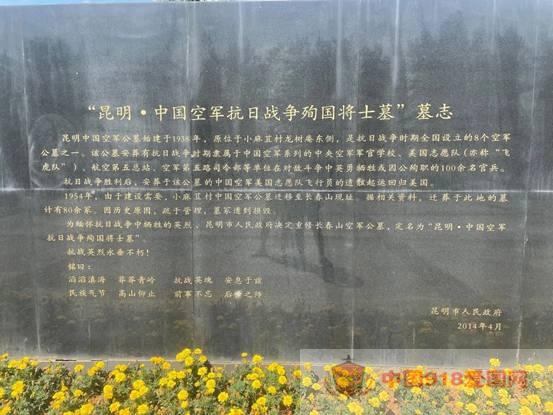 “昆明·中国空军抗日战争殉国将士墓”墓志
昆明中国空军公墓始建于1938年，原位于小麻苴村龙树庵东侧，是抗日战争时期全国设立的8个空军
公墓之一。该公墓安葬有抗日战争时期隶属于中国空军系列的中央空军军官学校、美国志愿队（亦称“飞
虎队”）、航空第五总站、空军第五路司令部等单位在对敌斗争中英勇牺牲或因公殉职的100余名官兵。
抗日战争胜利后，安葬于该公墓的中国空军美国志愿队飞行员的遗骸起运回归美国。
1954年，由于建设需要，小麻苴村中国空军公墓迁移至长春山现址 据相关资料，迁葬于此地的墓
计有80余冢。因历史原因，疏于管理，墓冢遭到损毁。
为缅怀抗日战争中牺牲的英烈，昆明市人民政府决定重修长春山空军公墓，定名为“昆明·中国空军
抗日战争殉国将士墓”
抗战英烈永垂不朽！
铭曰：
滔滔滇海 莽莽青岭 抗战英魂 安息于兹
民族气节 高山仰止 前事不忘 后事之师
昆明市人民政府
2014年4月
中国918爱国网